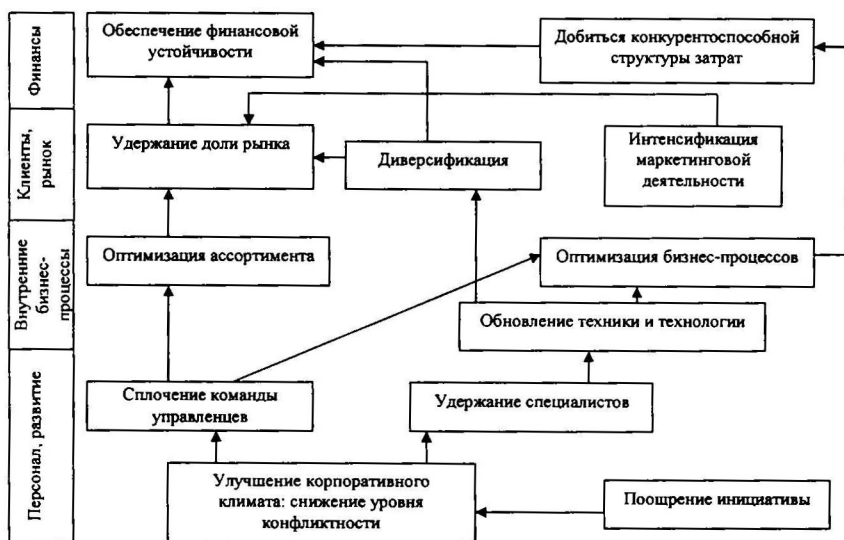 Финансы
Обеспечение финансовой
устойчивости
Добиться конкурентоспособной
структуры затрат
Клиенты,
рынок
Удержание доли рынка
Диверсификация
Интенсификация
маркетинговой
деятельности
Внутренние
бизнес-
процессы
Оптимизация ассортимента
Оптимизация бизнес-процессов
Обновление техники и технологии
Персонал, развитие
Сплочение команды
управленцев
Удержание специалистов
Улучшение корпоративного
климата: снижение уровня
конфликтности
Поощрение инициативы